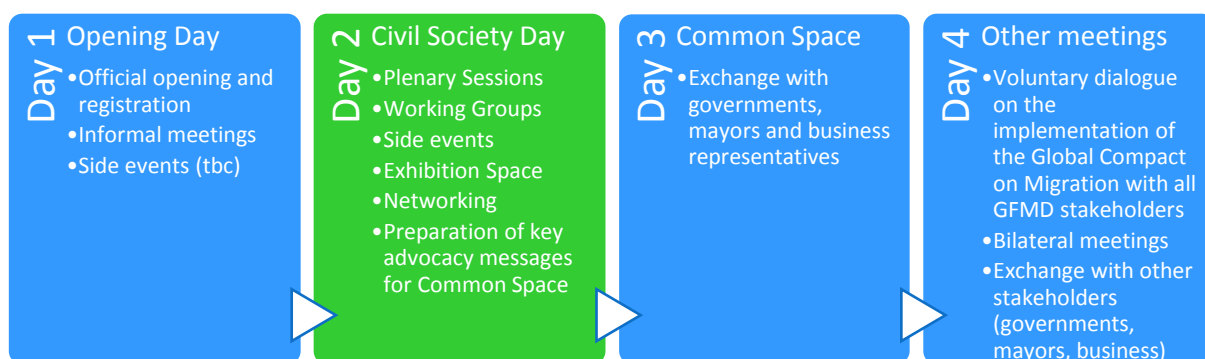 Day 1
Opening Day
•Official opening and
registration
•Informal meetings
•Side events (tbc)
Day 2
Civil Society Day
•Plenary Sessions
•Working Groups
•Side events
•Exhibition Space
•Networking
•Preparation of key
advocacy messages
for Common Space
Day 3
Common Space
•Exchange with
governments,
mayors and business
representatives
Day 4
Other meetings
•Voluntary dialogue
on the
implementation of
the Global Compact
on Migration with all
GFMD stakeholders
•Bilateral meetings
•Exchange with other
stakeholders
(governments,
mayors, business)